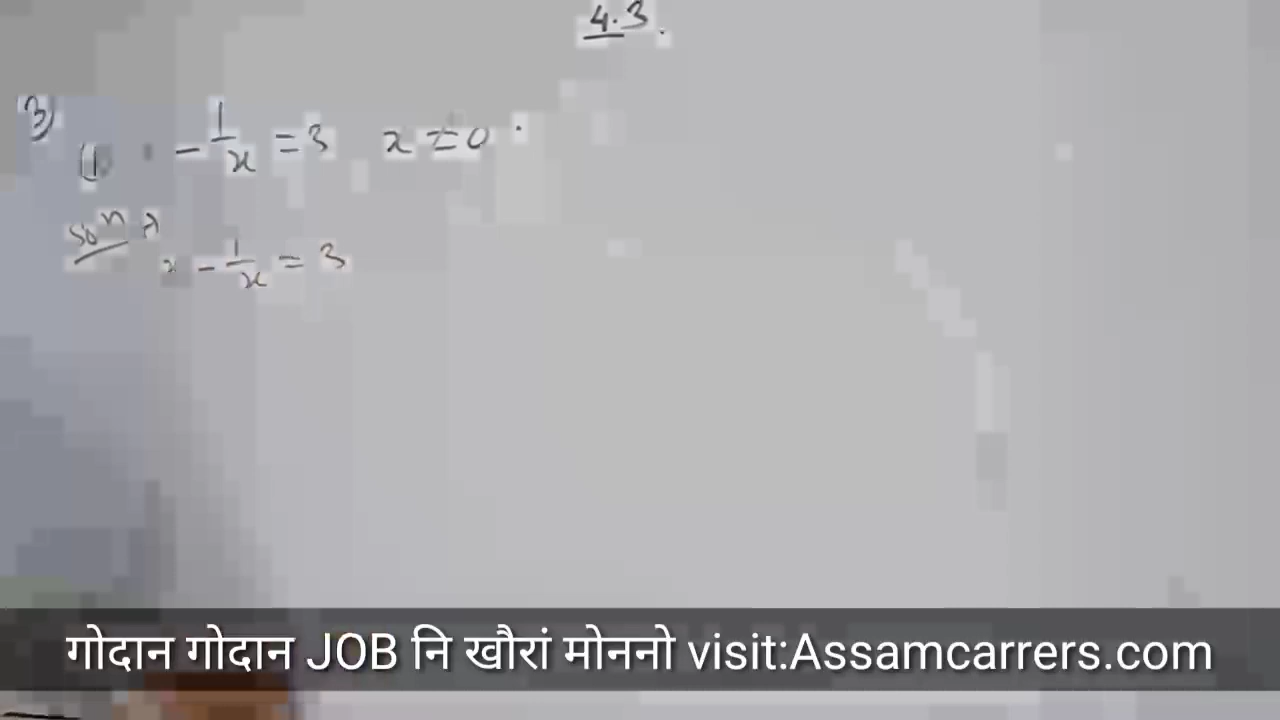 4.3.
3)
(i) - 1/x = 3 x ≠ 0.
Soln
x - 1/x = 3
गोदान गोदान JOB नि खौरां मोननो visit:Assamcarrers.com